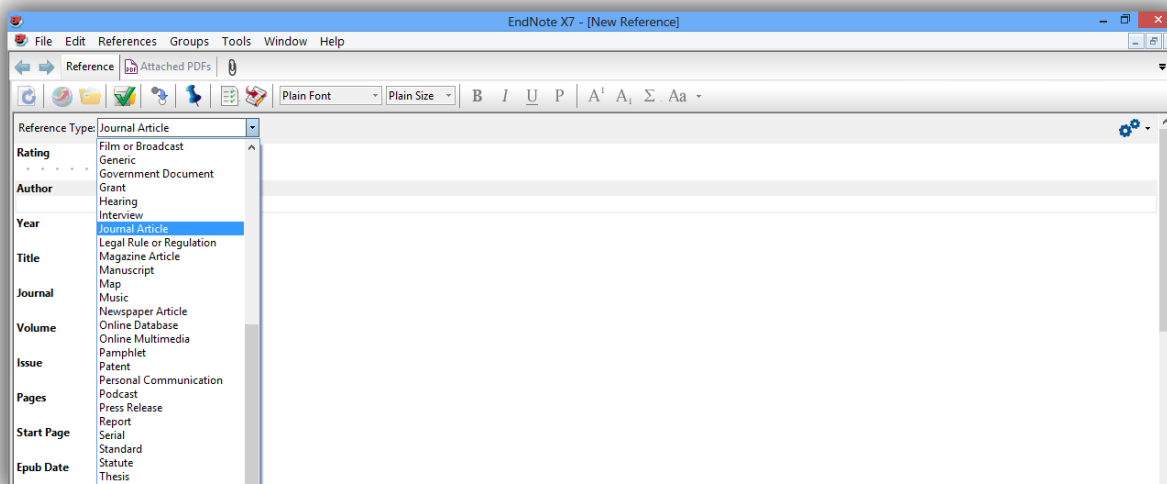 EndNote X7 - [New Reference]
File Edit References Groups Tools Window Help
Reference PDF Attached PDFs
Plain Font Plain Size B I U P A¹ A₁ Σ Aa
Reference Type: Journal Article
Film or Broadcast
Rating
Generic
Government Document
Author
Grant
Hearing
Interview
Year
Journal Article
Legal Rule or Regulation
Title
Magazine Article
Manuscript
Map
Journal
Music
Newspaper Article
Volume
Online Database
Online Multimedia
Pamphlet
Issue
Patent
Personal Communication
Pages
Podcast
Press Release
Report
Start Page
Serial
Standard
Epub Date
Statute
Thesis